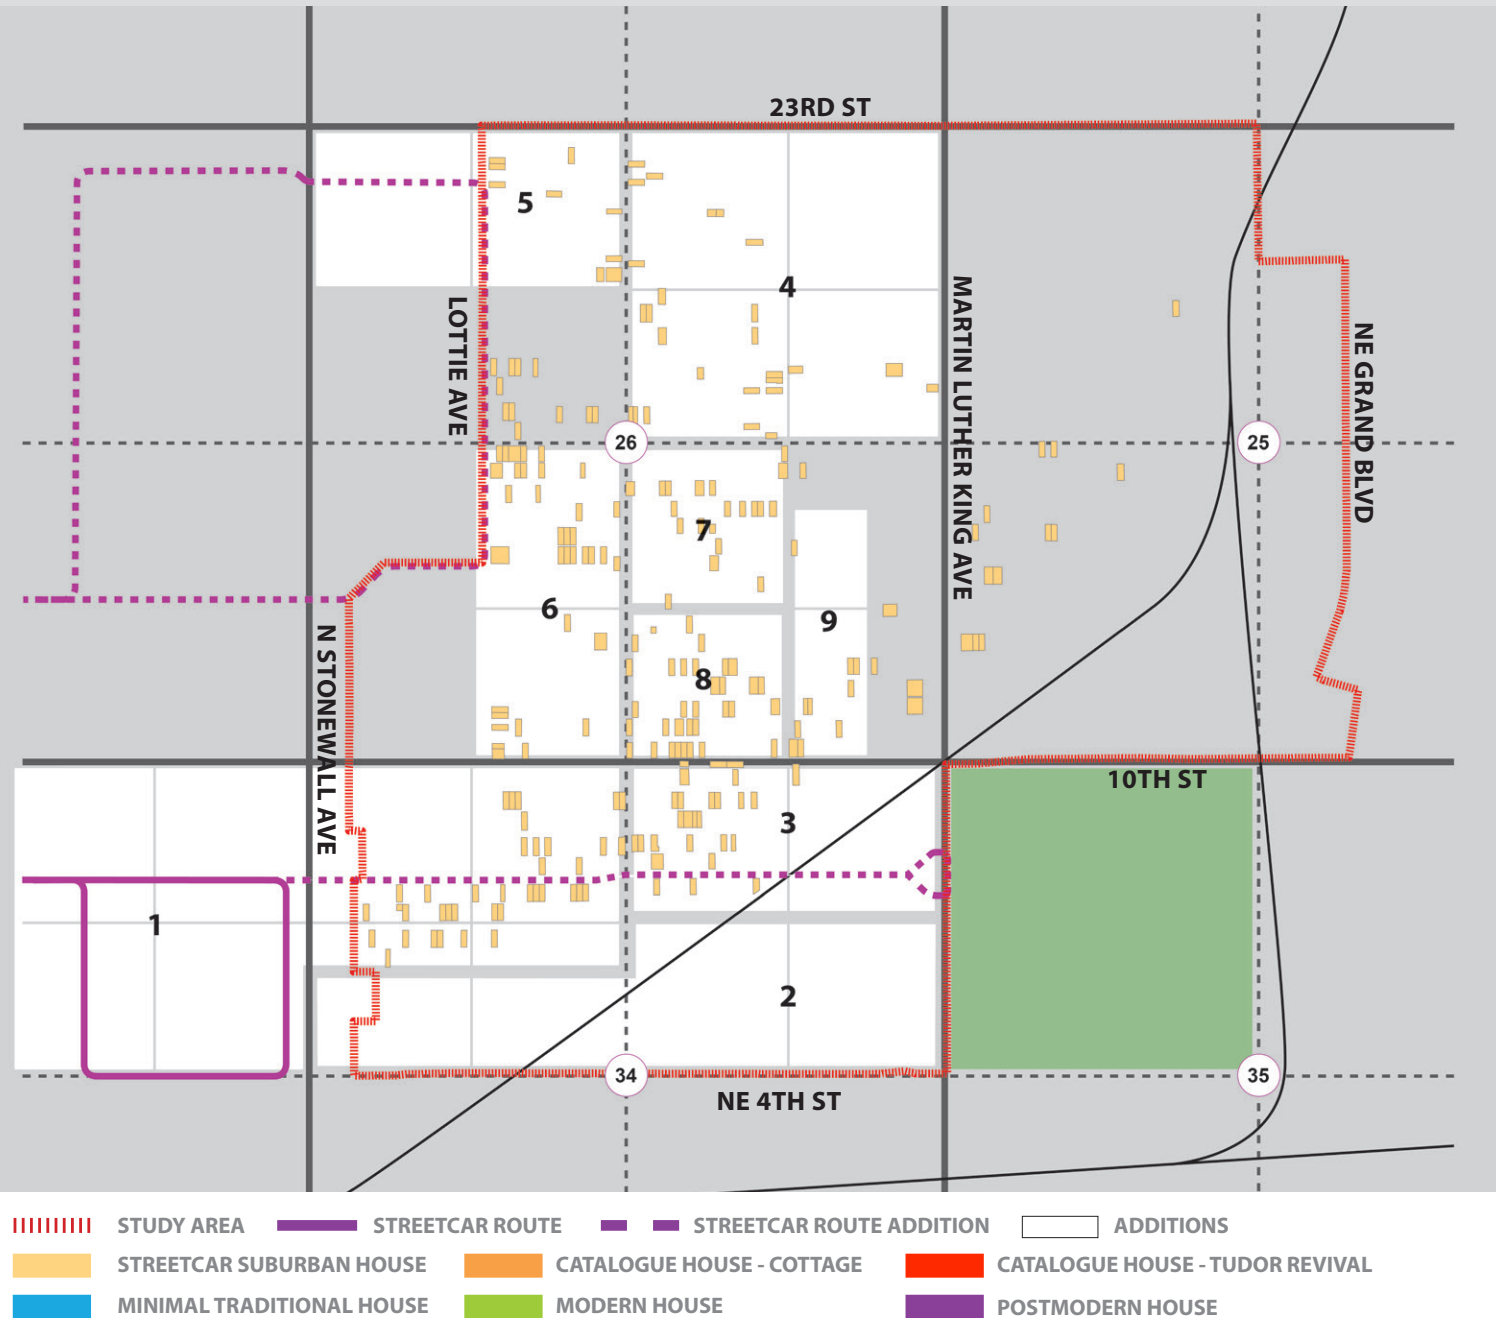 23RD ST
5
4
LOTTIE AVE
MARTIN LUTHER KING AVE
NE GRAND BLVD
26
25
7
6
9
N STONEWALL AVE
8
10TH ST
3
1
2
34
35
NE 4TH ST
STUDY AREA
STREETCAR ROUTE
STREETCAR ROUTE ADDITION
ADDITIONS
STREETCAR SUBURBAN HOUSE
CATALOGUE HOUSE - COTTAGE
CATALOGUE HOUSE - TUDOR REVIVAL
MINIMAL TRADITIONAL HOUSE
MODERN HOUSE
POSTMODERN HOUSE